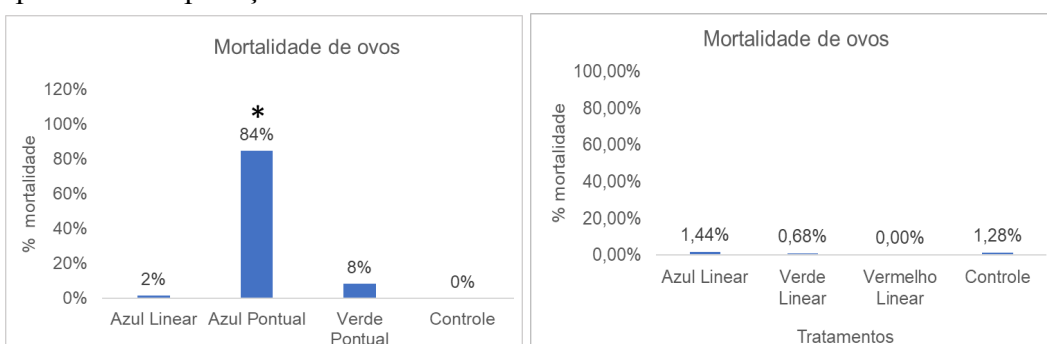 Mortalidade de ovos
120%
100%
80%
60%
40%
20%
0%
% mortalidade
*
2%
84%
8%
0%
Azul Linear
Azul Pontual
Verde
Pontual
Controle
Mortalidade de ovos
100,00%
80,00%
60,00%
40,00%
20,00%
0,00%
% mortalidade
1,44%
0,68%
0,00%
1,28%
Azul Linear
Verde
Linear
Vermelho
Linear
Controle
Tratamentos